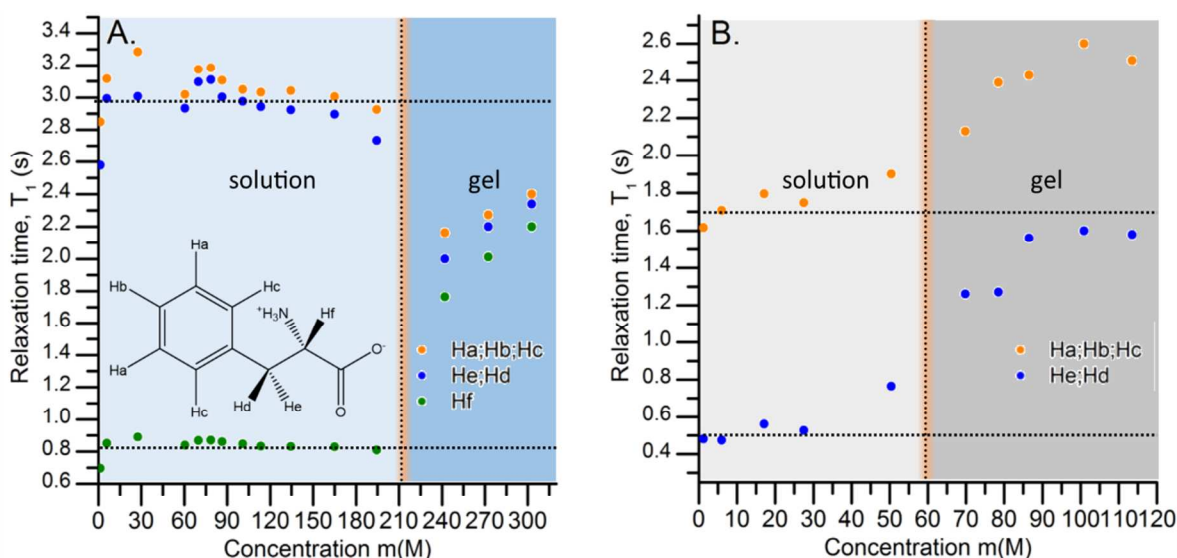 A.
Relaxation time, T1 (s)
3.4
3.2
3.0
2.8
2.6
2.4
2.2
2.0
1.8
1.6
1.4
1.2
1.0
0.8
0.6
solution
gel
Ha
Hb
Hc
+H3N
Hf
Ha
O-
Hc
Hd
He
O
Ha;Hb;Hc
He;Hd
Hf
0 30 60 90 120 150 180 210 240 270 300
Concentration m(M)
B.
Relaxation time, T1 (s)
2.6
2.4
2.2
2.0
1.8
1.6
1.4
1.2
1.0
0.8
0.6
0.4
solution
gel
Ha;Hb;Hc
He;Hd
0 10 20 30 40 50 60 70 80 90 100110120
Concentration m(M)